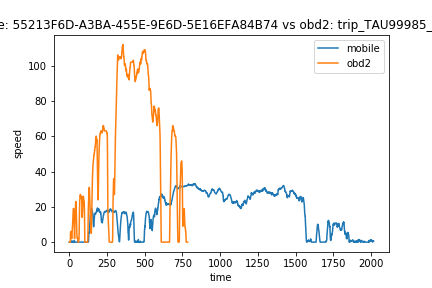 e: 55213F6D-A3BA-455E-9E6D-5E16EFA84B74 vs obd2: trip_TAU99985_
mobile
obd2
100
80
60
40
20
0
speed
0 250 500 750 1000 1250 1500 1750 2000
time